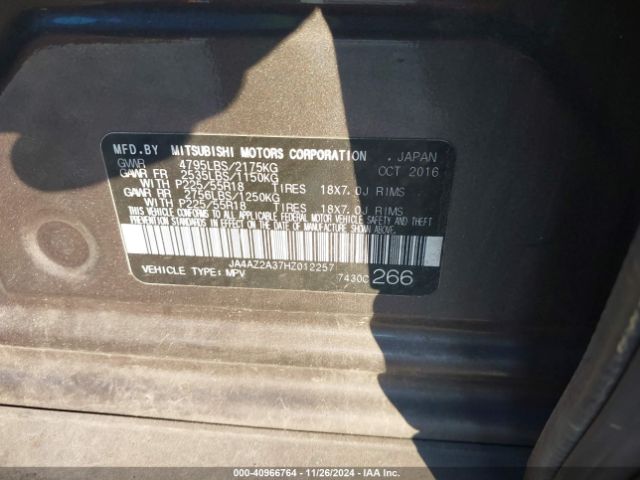 MFD.BY MITSUBISHI MOTORS CORPORATION , JAPAN
GVWR 4795LBS/2175KG OCT 2016
GAWR FR 2535LBS/1150KG
WITH P225/55R18 TIRES 18X7.0J RIMS
GAWR RR 2756LBS/1250KG
WITH P225/55R18 TIRES 18X7.0J RIMS
THIS VEHICLE CONFORMS TO ALL APPLICABLE FEDERAL MOTOR VEHICLE SAFETY AND THEFT
PREVENTION STANDARDS IN EFFECT ON THE DATE OF MANUFACTURE SHOWN ABOVE.
JA4AZ2A37HZ012257
VEHICLE TYPE: MPV 7430C 266
000-40966764 | 11/26/2024 | IAA Inc.